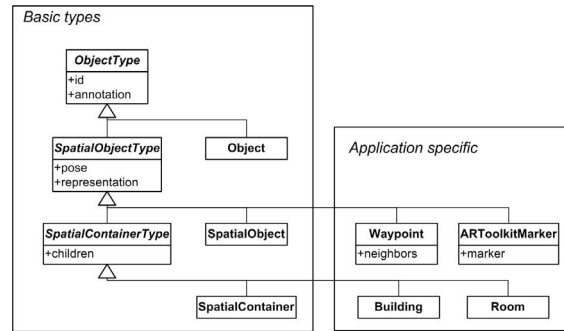 Basic types
ObjectType
+id
+annotation
SpatialObjectType
+pose
+representation
Object
Application specific
SpatialContainerType
+children
SpatialObject
Waypoint
+neighbors
ARToolkitMarker
+marker
SpatialContainer
Building
Room